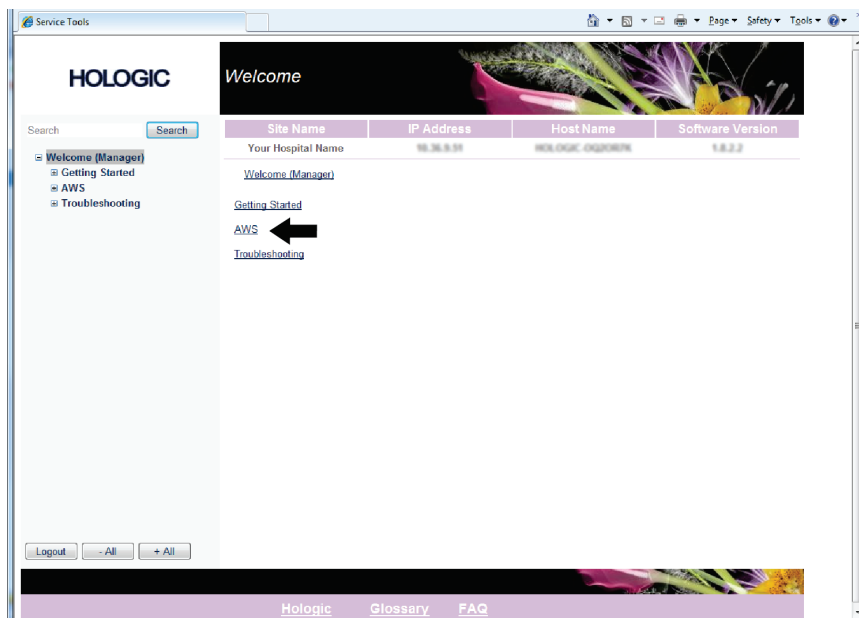 Service Tools
Page Safety Tools
HOLOGIC
Welcome
Search Search
Site Name IP Address Host Name Software Version
Your Hospital Name
Welcome (Manager)
Getting Started
AWS
Troubleshooting
Welcome (Manager)
Getting Started
AWS
Troubleshooting
Logout - All + All
Hologic Glossary FAQ